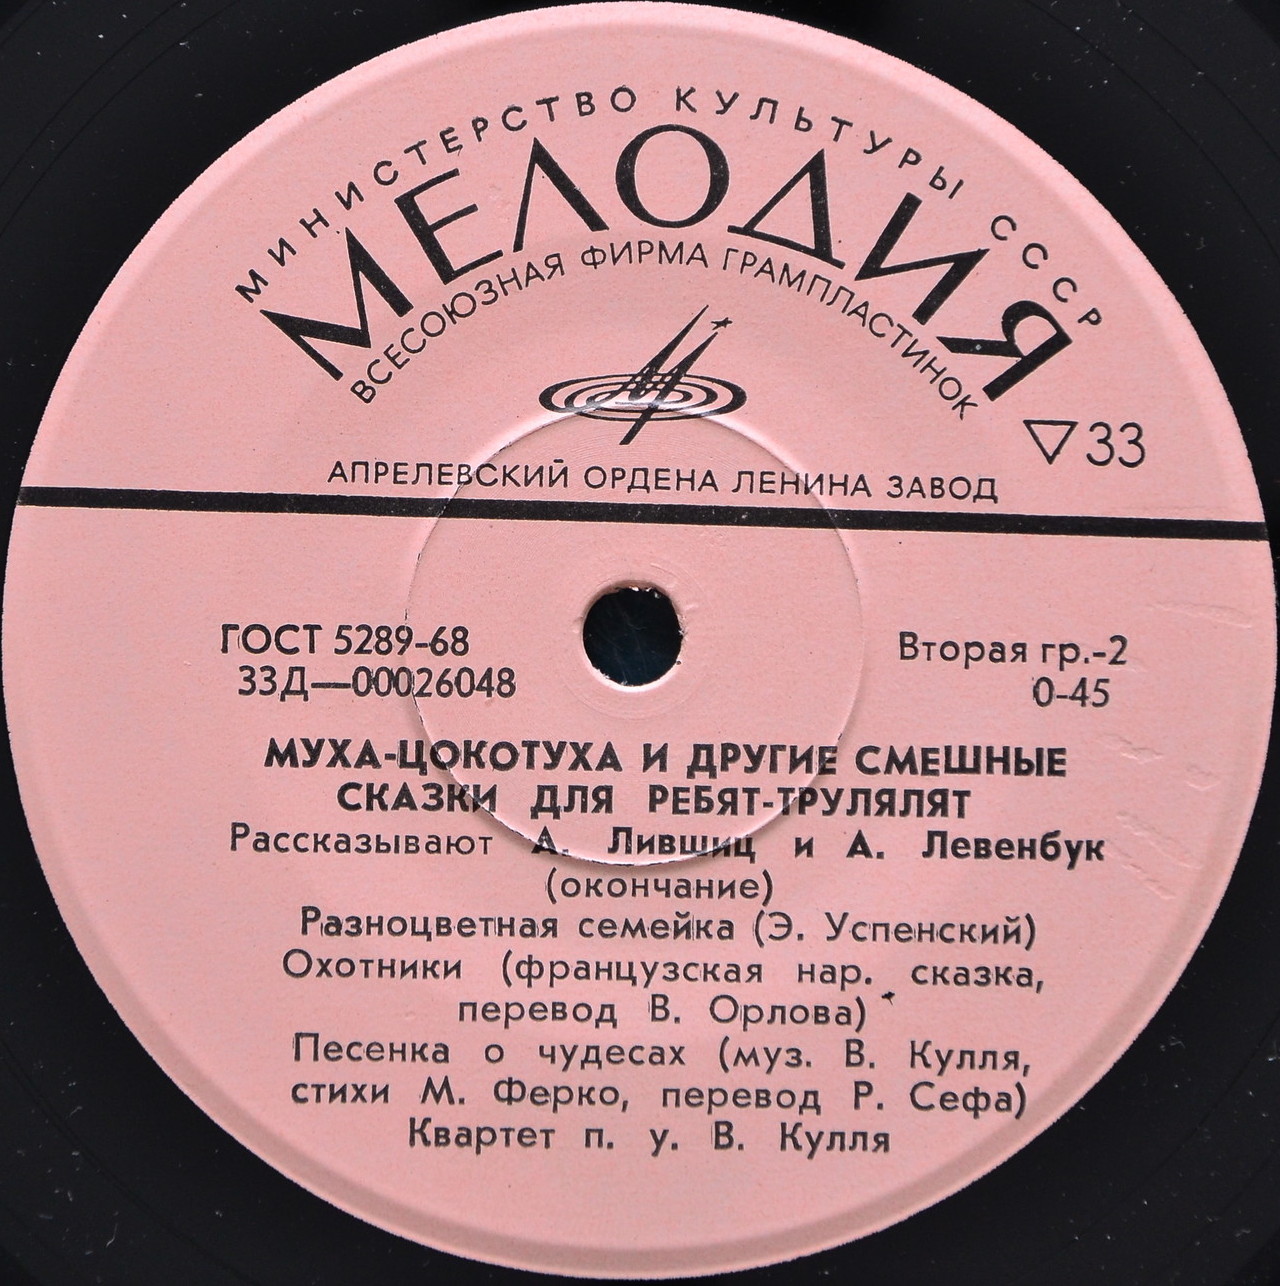 МИНИСТЕРСТВО КУЛЬТУРЫ СССР
МЕЛОДИЯ
ВСЕСОЮЗНАЯ ФИРМА ГРАМПЛАСТИНОК
33
АПРЕЛЕВСКИЙ ОРДЕНА ЛЕНИНА ЗАВОД
ГОСТ 5289-68
33Д—00026048
Вторая гр.-2
0-45
МУХА-ЦОКОТУХА И ДРУГИЕ СМЕШНЫЕ
СКАЗКИ ДЛЯ РЕБЯТ-ТРУЛЯЛЯТ
Рассказывают А. Лившиц и А. Левенбук
(окончание)
Разноцветная семейка (Э. Успенский)
Охотники (французская нар. сказка,
перевод В. Орлова)
Песенка о чудесах (муз. В. Кулля,
стихи М. Ферко, перевод Р. Сефа)
Квартет п. у. В. Кулля